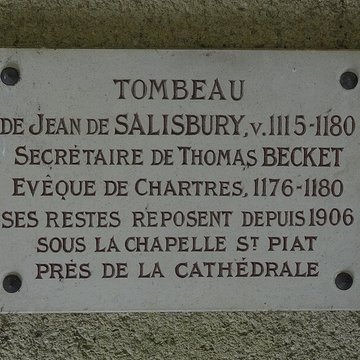 TOMBEAU
DE JEAN DE SALISBURY, V. 1115-1180
SECRÉTAIRE DE THOMAS BECKET
EVÊQUE DE CHARTRES, 1176-1180
SES RESTES REPOSENT DEPUIS 1906
SOUS LA CHAPELLE ST PIAT
PRÈS DE LA CATHÉDRALE